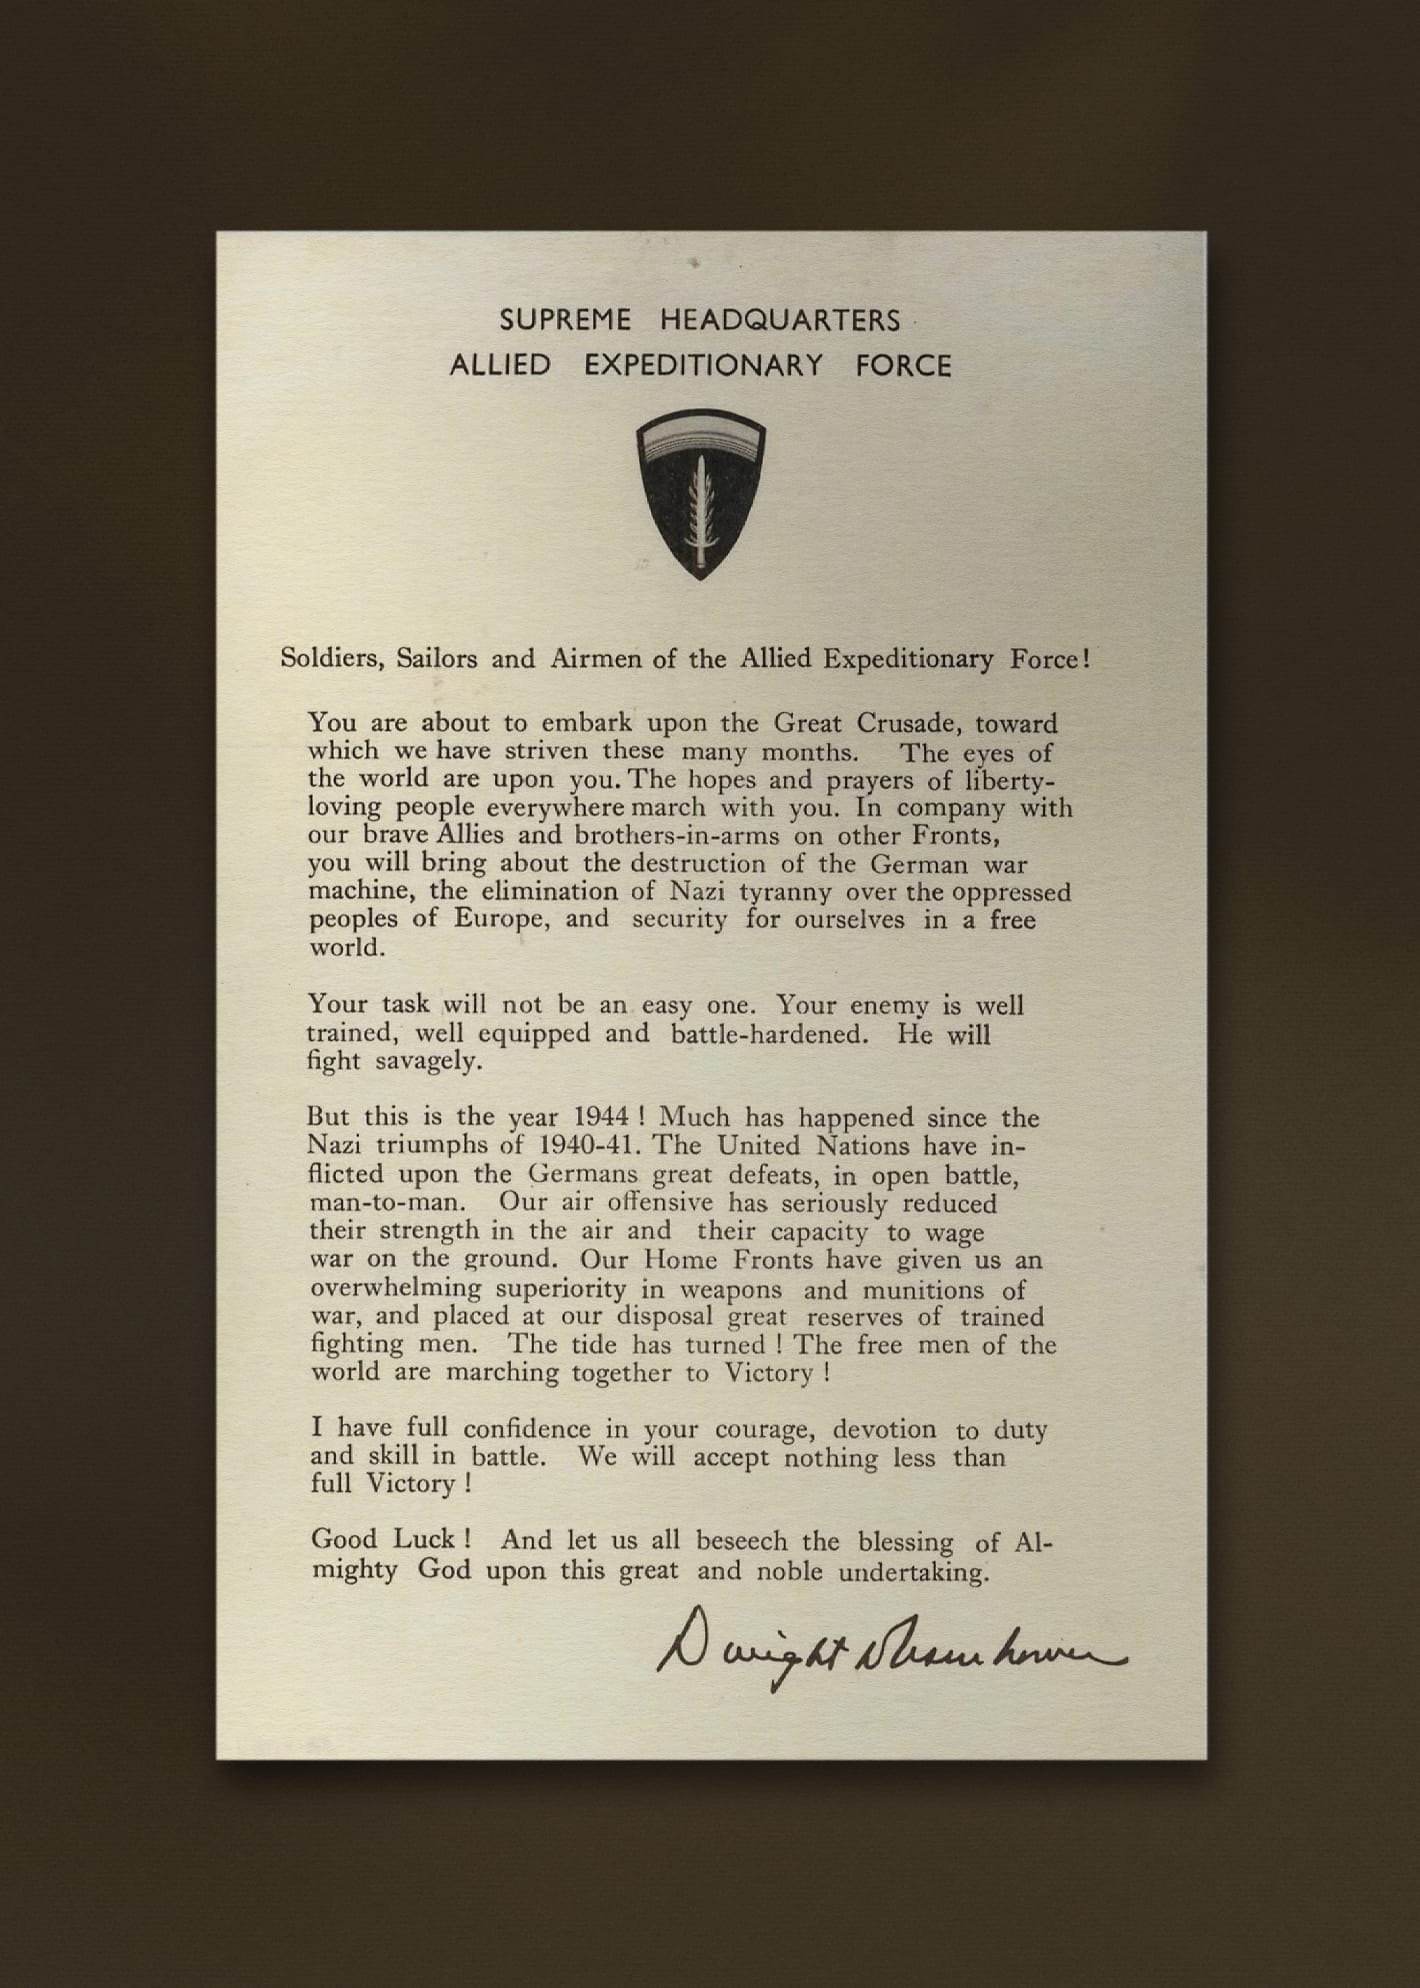 SUPREME HEADQUARTERS
ALLIED EXPEDITIONARY FORCE
Soldiers, Sailors and Airmen of the Allied Expeditionary Force!
You are about to embark upon the Great Crusade, toward
which we have striven these many months. The eyes of
the world are upon you. The hopes and prayers of liberty-
loving people everywhere march with you. In company with
our brave Allies and brothers-in-arms on other Fronts,
you will bring about the destruction of the German war
machine, the elimination of Nazi tyranny over the oppressed
peoples of Europe, and security for ourselves in a free
world.
Your task will not be an easy one. Your enemy is well
trained, well equipped and battle-hardened. He will
fight savagely.
But this is the year 1944 ! Much has happened since the
Nazi triumphs of 1940-41. The United Nations have in-
flicted upon the Germans great defeats, in open battle,
man-to-man. Our air offensive has seriously reduced
their strength in the air and their capacity to wage
war on the ground. Our Home Fronts have given us an
overwhelming superiority in weapons and munitions of
war, and placed at our disposal great reserves of trained
fighting men. The tide has turned ! The free men of the
world are marching together to Victory !
I have full confidence in your courage, devotion to duty
and skill in battle. We will accept nothing less than
full Victory !
Good Luck ! And let us all beseech the blessing of Al-
mighty God upon this great and noble undertaking.
Dwight D Eisenhower